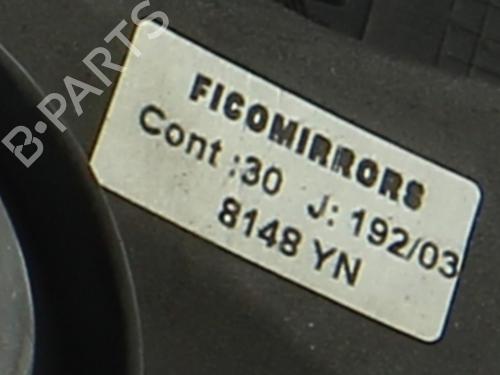 B-PARTS
FICOMIRRORS
Cont :30 J: 192/03
8148 YN